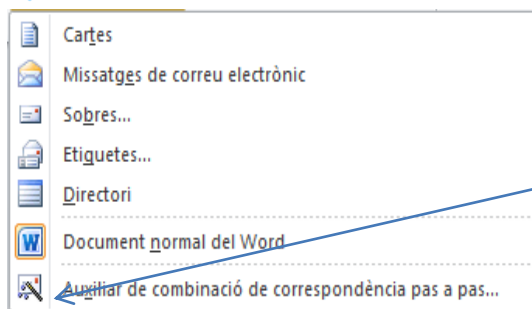 Cartes
Missatges de correu electrònic
Sobres...
Etiquetes...
Directori
Document normal del Word
Auxiliar de combinació de correspondència pas a pas...